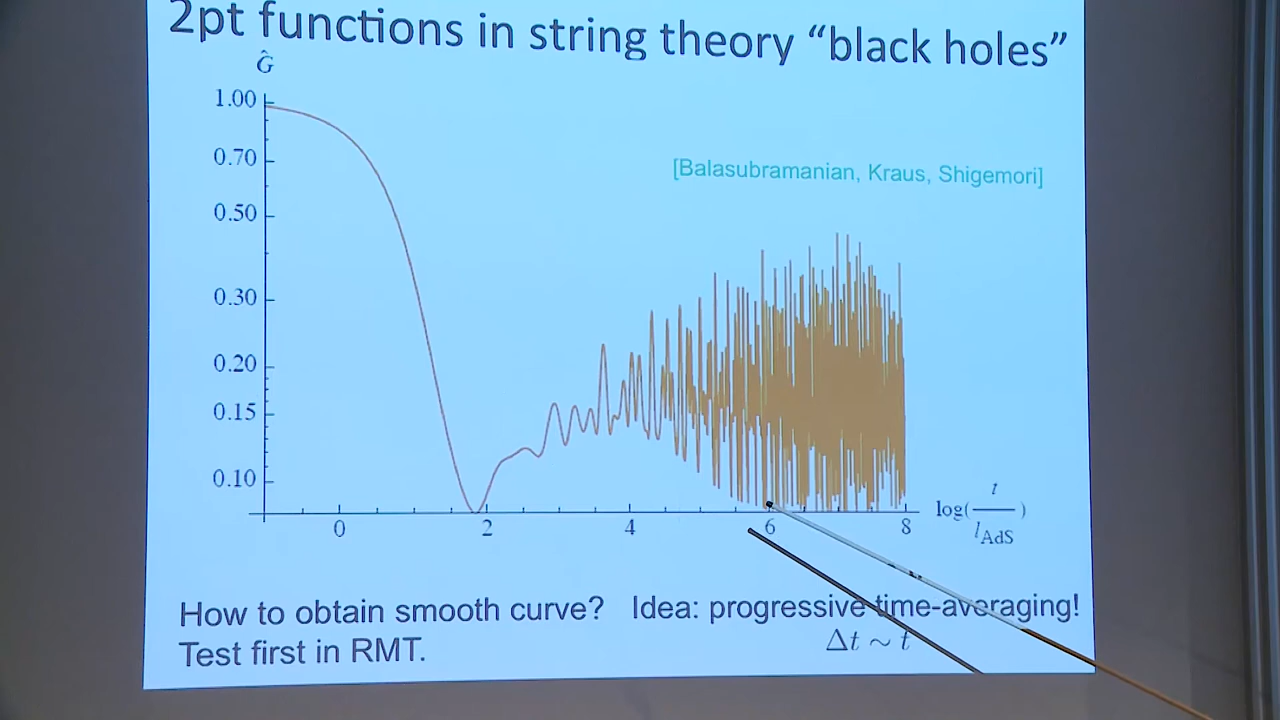 2pt functions in string theory “black holes”
Ĝ
1.00
0.70
[Balasubramanian, Kraus, Shigemori]
0.50
0.30
0.20
0.15
0.10
0 2 4 6 8
log(t/l_AdS)
How to obtain smooth curve? Idea: progressive time-averaging!
Test first in RMT. Δt ~ t